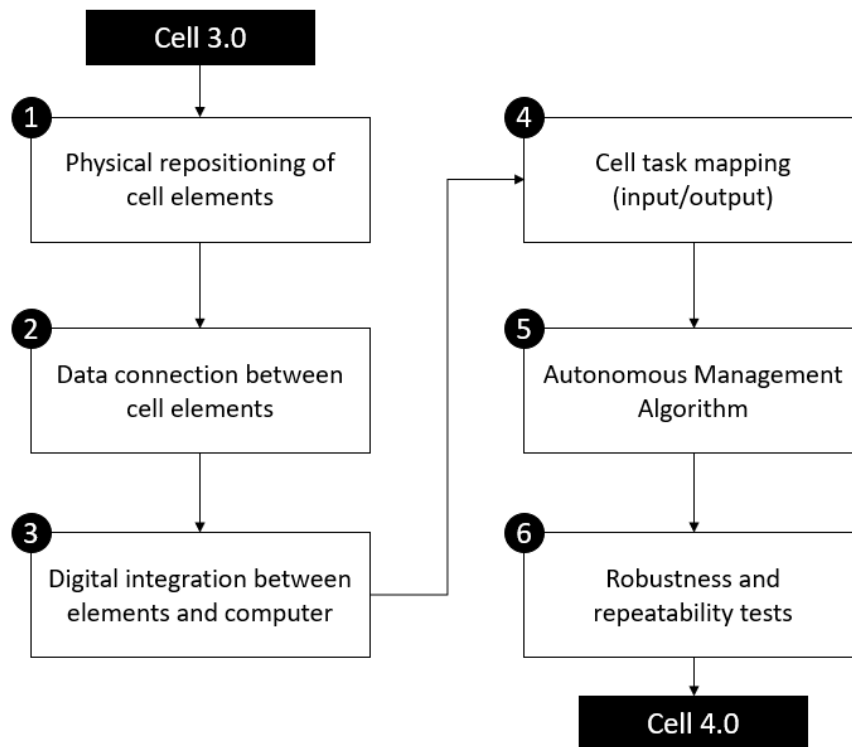 Cell 3.0
1
Physical repositioning of
cell elements
2
Data connection between
cell elements
3
Digital integration between
elements and computer
4
Cell task mapping
(input/output)
5
Autonomous Management
Algorithm
6
Robustness and
repeatability tests
Cell 4.0